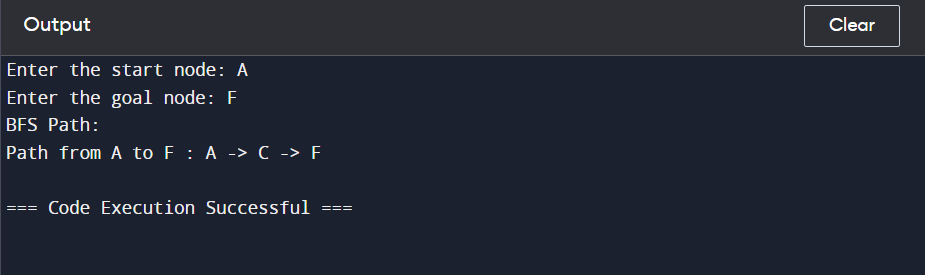 Output
Clear
Enter the start node: A
Enter the goal node: F
BFS Path:
Path from A to F : A -> C -> F
=== Code Execution Successful ===